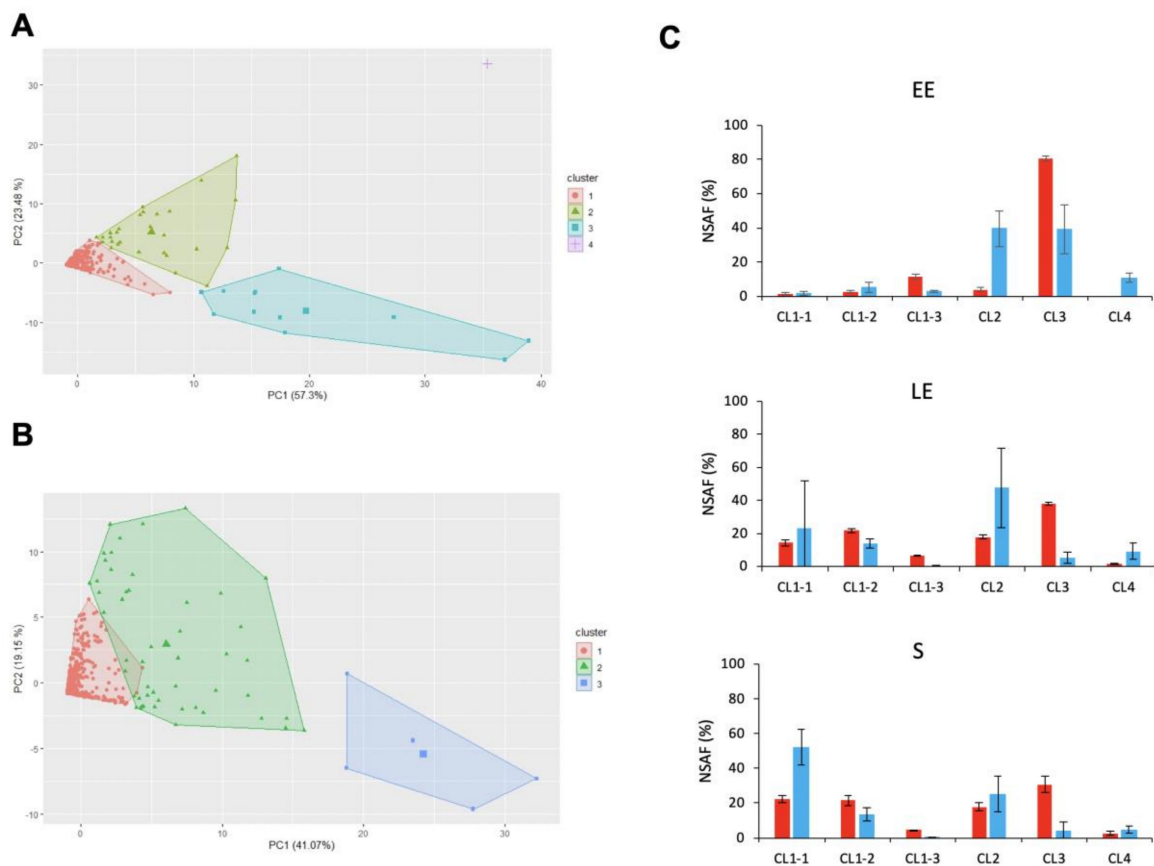 A
PC2 (23.48 %)
30
20
10
0
-10
0
10
20
30
40
PC1 (57.3%)
cluster
1
2
3
4
B
PC2 (19.15 %)
10
5
0
-5
-10
0
10
20
30
PC1 (41.07%)
cluster
1
2
3
C
EE
NSAF (%)
100
80
60
40
20
0
CL1-1 CL1-2 CL1-3 CL2 CL3 CL4
LE
NSAF (%)
100
80
60
40
20
0
CL1-1 CL1-2 CL1-3 CL2 CL3 CL4
S
NSAF (%)
100
80
60
40
20
0
CL1-1 CL1-2 CL1-3 CL2 CL3 CL4